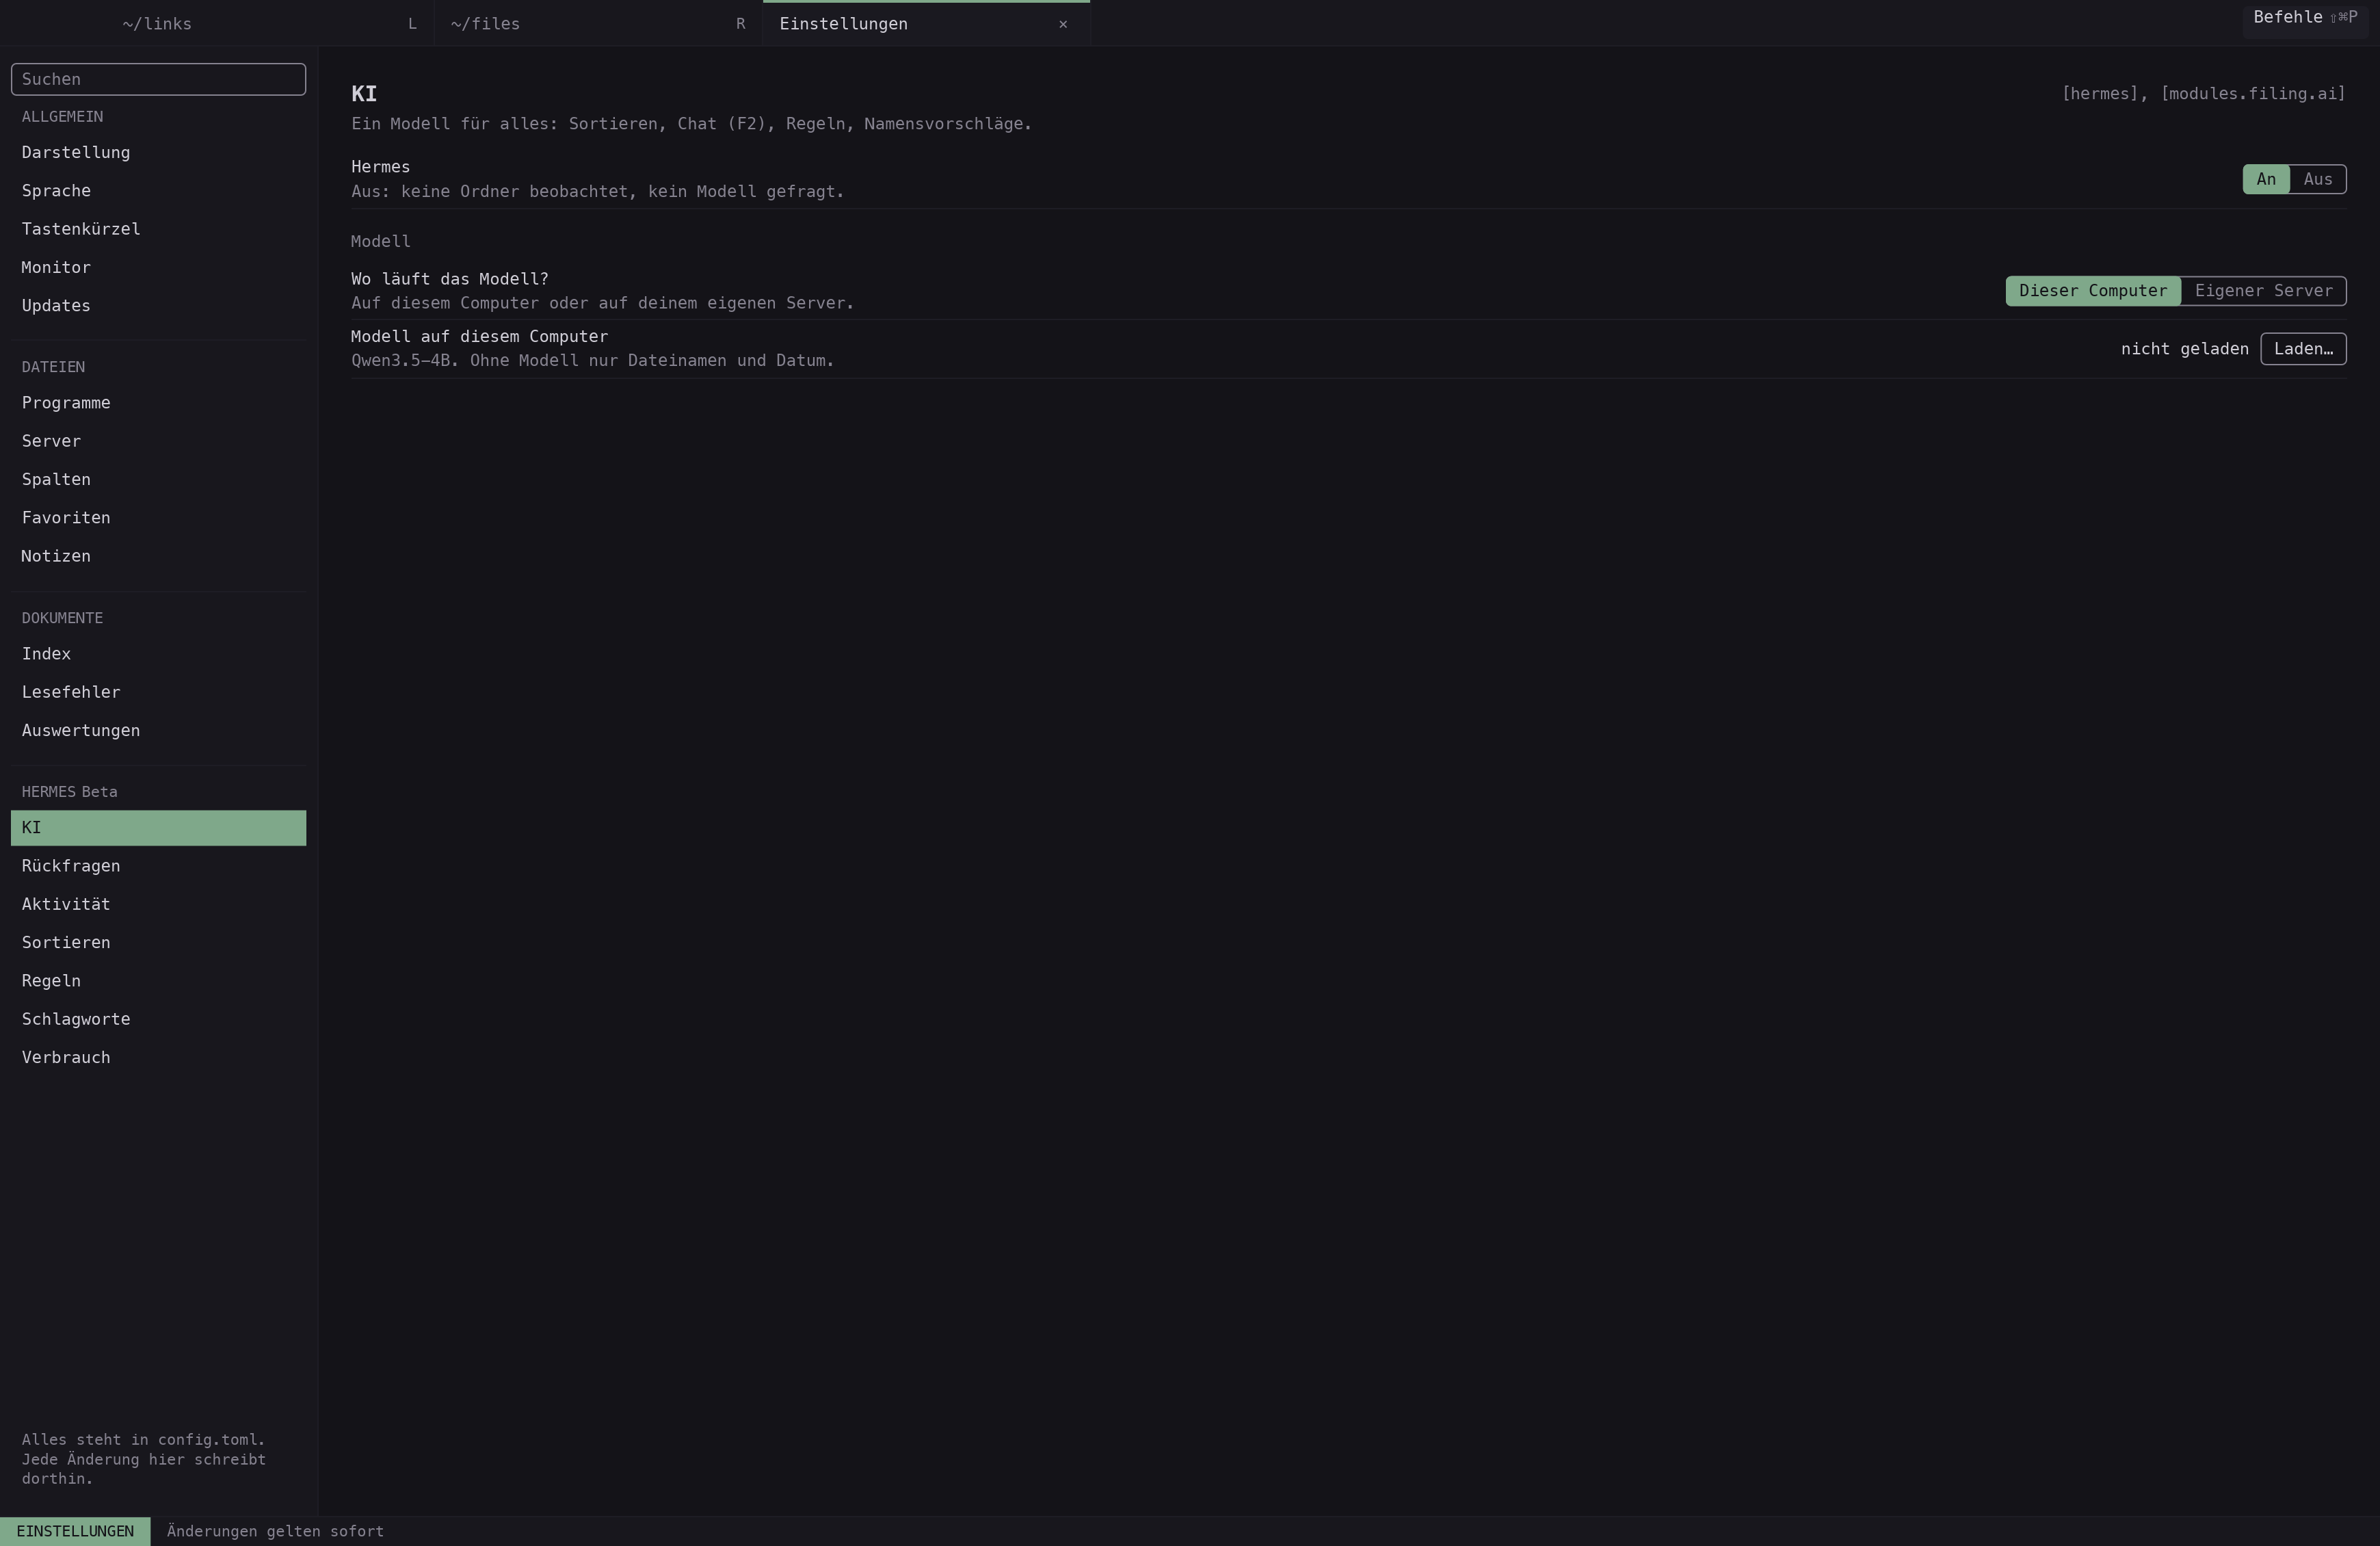 ~/links L ~/files R Einstellungen × Befehle ⇧⌘P
Suchen
ALLGEMEIN
Darstellung
Sprache
Tastenkürzel
Monitor
Updates
DATEIEN
Programme
Server
Spalten
Favoriten
Notizen
DOKUMENTE
Index
Lesefehler
Auswertungen
HERMES Beta
KI
Rückfragen
Aktivität
Sortieren
Regeln
Schlagworte
Verbrauch
Alles steht in config.toml.
Jede Änderung hier schreibt
dorthin.
KI [hermes], [modules.filing.ai]
Ein Modell für alles: Sortieren, Chat (F2), Regeln, Namensvorschläge.
Hermes
Aus: keine Ordner beobachtet, kein Modell gefragt.
An Aus
Modell
Wo läuft das Modell?
Auf diesem Computer oder auf deinem eigenen Server.
Dieser Computer Eigener Server
Modell auf diesem Computer
Qwen3.5-4B. Ohne Modell nur Dateinamen und Datum.
nicht geladen Laden…
EINSTELLUNGEN Änderungen gelten sofort